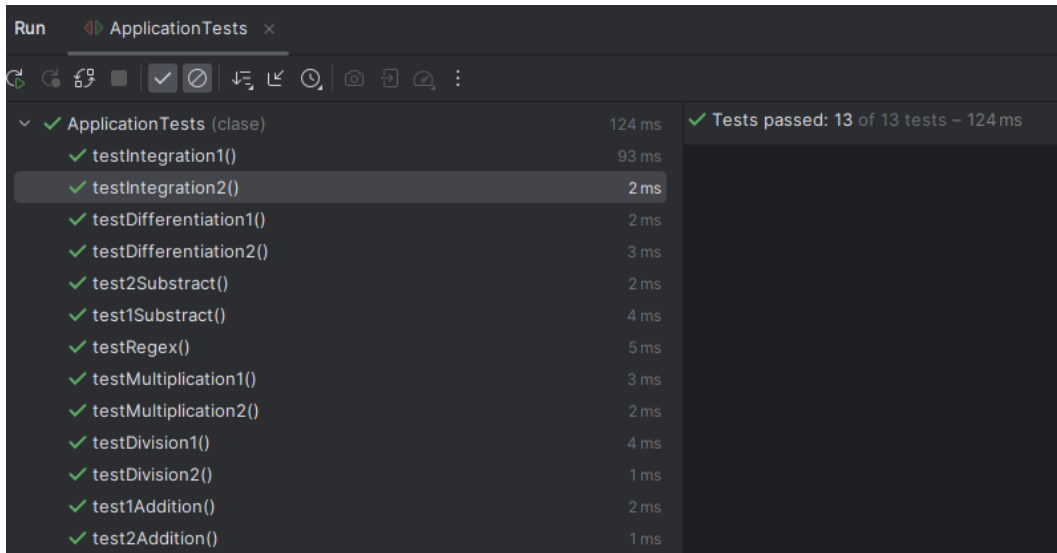 Run ApplicationTests ×
ApplicationTests (clase) 124 ms
testIntegration1() 93 ms
testIntegration2() 2 ms
testDifferentiation1() 2 ms
testDifferentiation2() 3 ms
test2Substract() 2 ms
test1Substract() 4 ms
testRegex() 5 ms
testMultiplication1() 3 ms
testMultiplication2() 2 ms
testDivision1() 4 ms
testDivision2() 1 ms
test1Addition() 2 ms
test2Addition() 1 ms
Tests passed: 13 of 13 tests – 124 ms